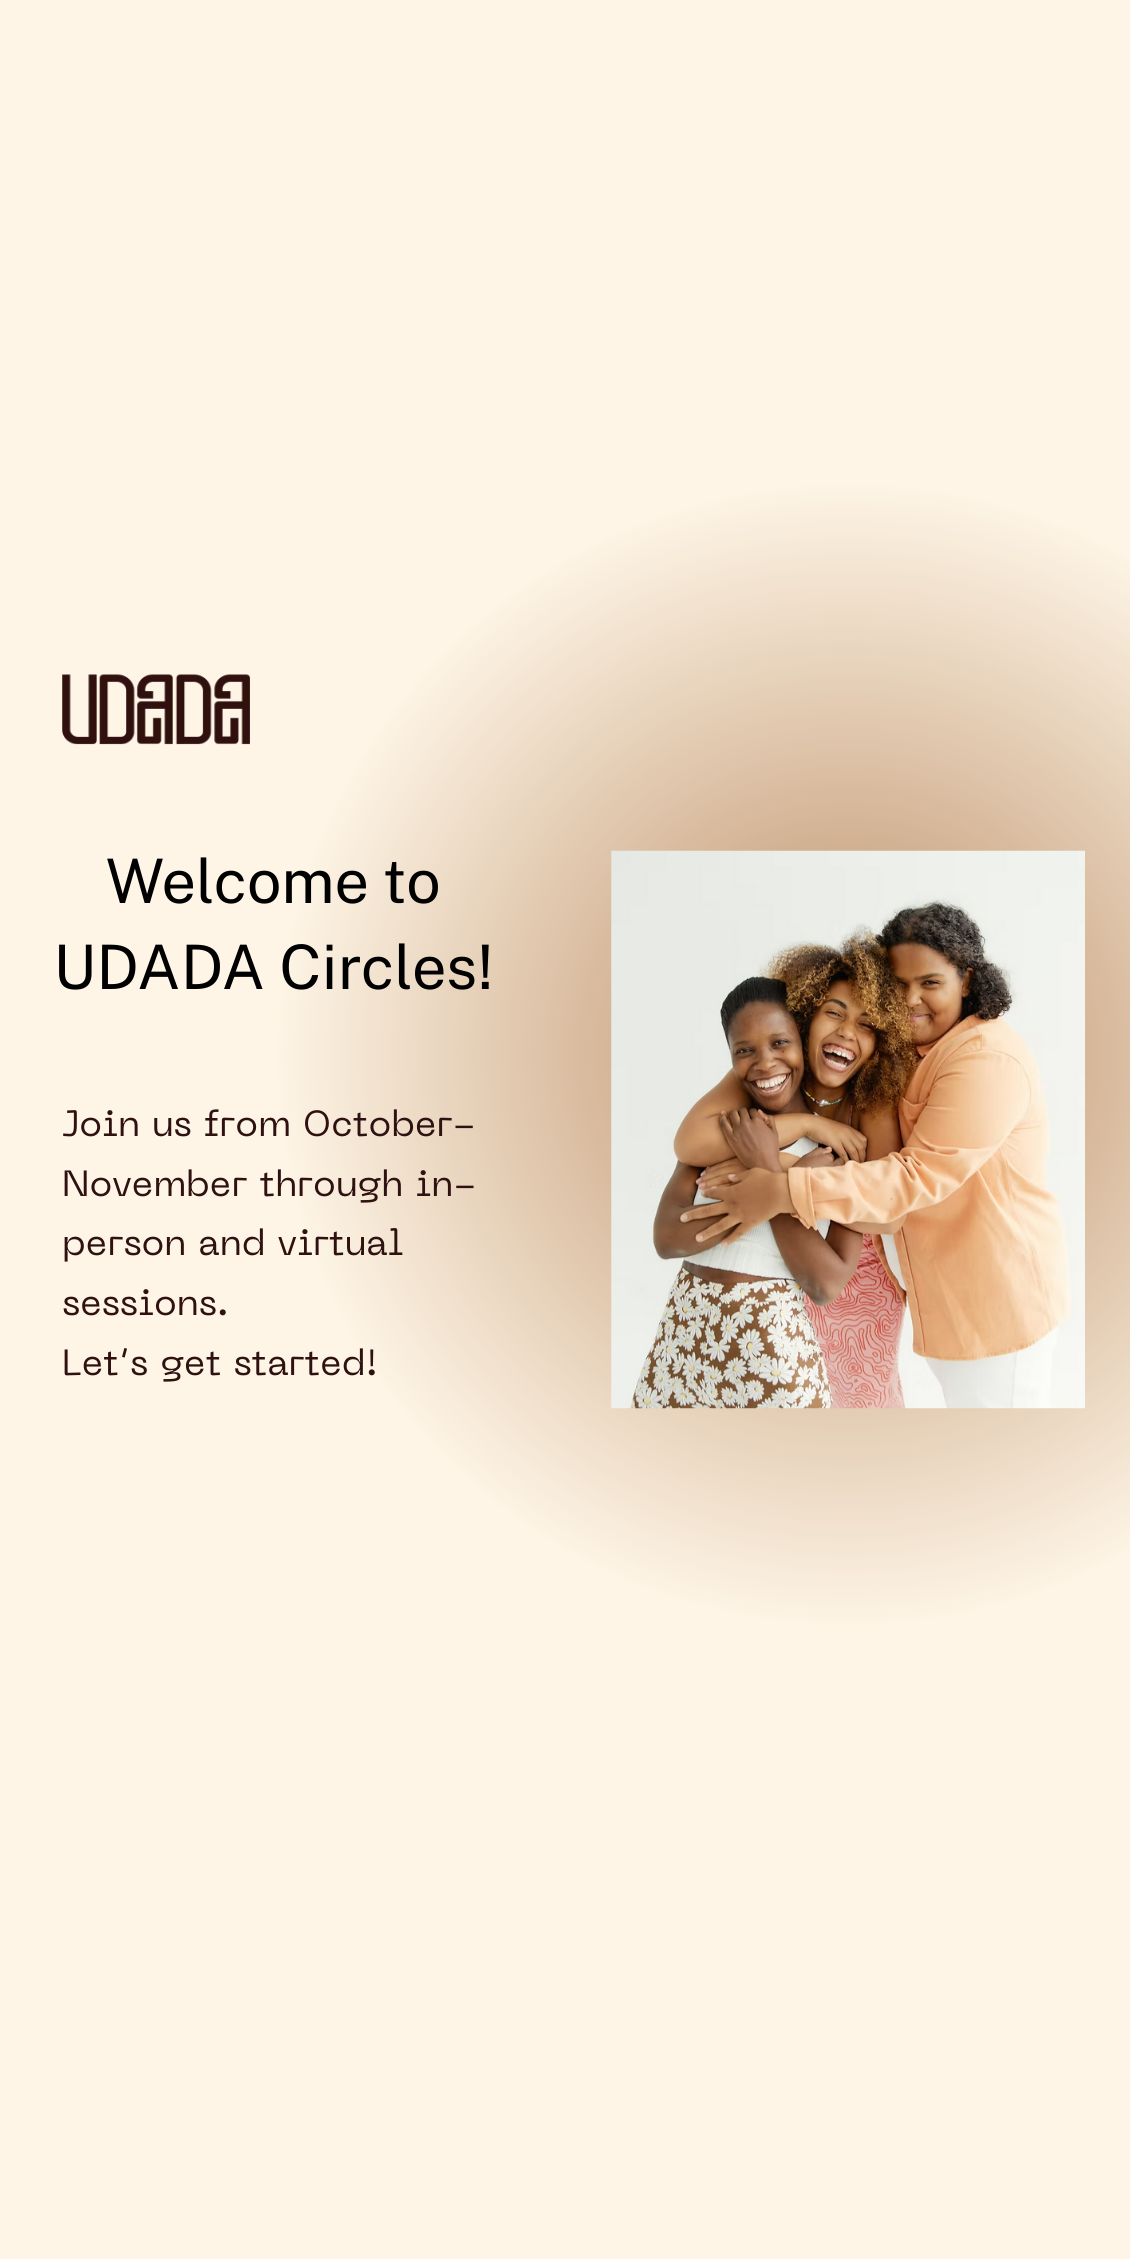 UDADA
Welcome to
UDADA Circles!
Join us from October-
November through in-
person and virtual
sessions.
Let's get started!